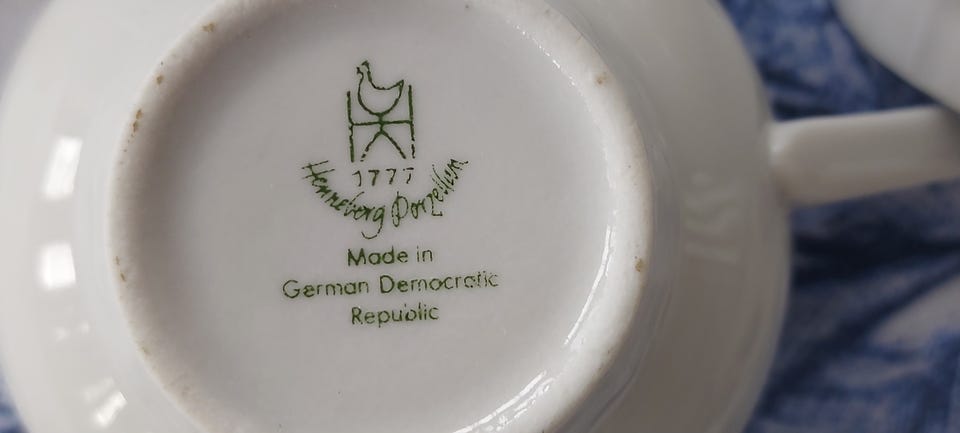 1777
Henneberg Porzellan
Made in
German Democratic
Republic